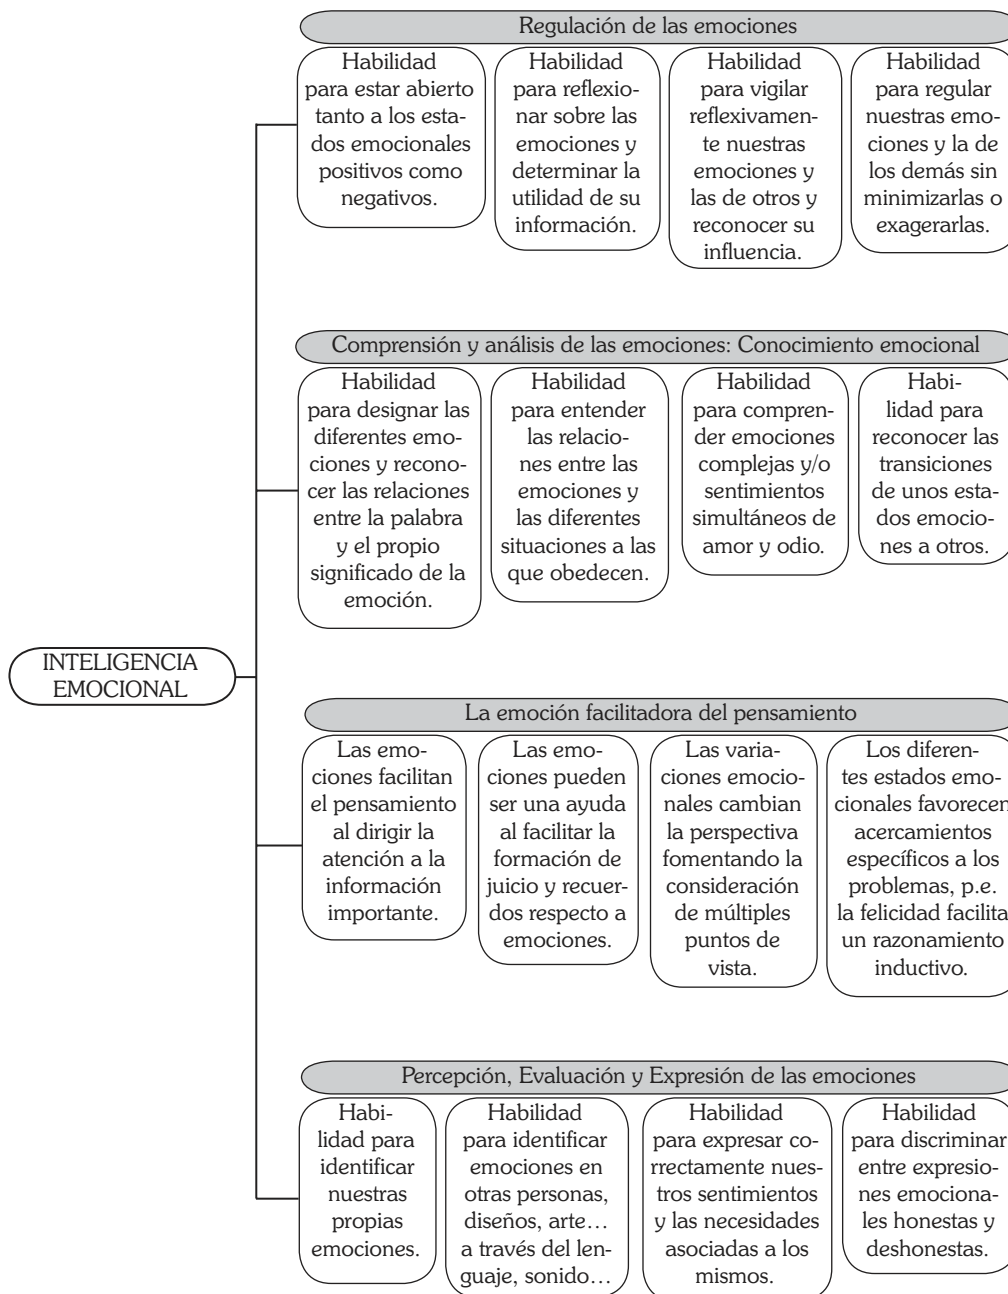 Regulación de las emociones
Habilidad
para estar abierto
tanto a los esta-
dos emocionales
positivos como
negativos.
Habilidad
para reflexio-
nar sobre las
emociones y
determinar la
utilidad de su
información.
Habilidad
para vigilar
reflexivamen-
te nuestras
emociones y
las de otros y
reconocer su
influencia.
Habilidad
para regular
nuestras emo-
ciones y la de
los demás sin
minimizarlas o
exagerarlas.
Comprensión y análisis de las emociones: Conocimiento emocional
Habilidad
para designar las
diferentes emo-
ciones y recono-
cer las relaciones
entre la palabra
y el propio
significado de la
emoción.
Habilidad
para entender
las relacio-
nes entre las
emociones y
las diferentes
situaciones a las
que obedecen.
Habilidad
para compren-
der emociones
complejas y/o
sentimientos
simultáneos de
amor y odio.
Habi-
lidad para
reconocer las
transiciones
de unos esta-
dos emocio-
nes a otros.
INTELIGENCIA
EMOCIONAL
La emoción facilitadora del pensamiento
Las emo-
ciones facilitan
el pensamiento
al dirigir la
atención a la
información
importante.
Las emo-
ciones pueden
ser una ayuda
al facilitar la
formación de
juicio y recuer-
dos respecto a
emociones.
Las varia-
ciones emocio-
nales cambian
la perspectiva
fomentando la
consideración
de múltiples
puntos de
vista.
Los diferen-
tes estados emo-
cionales favorecen
acercamientos
específicos a los
problemas, p.e.
la felicidad facilita
un razonamiento
inductivo.
Percepción, Evaluación y Expresión de las emociones
Habi-
lidad para
identificar
nuestras
propias
emociones.
Habilidad
para identificar
emociones en
otras personas,
diseños, arte…
a través del len-
guaje, sonido…
Habilidad
para expresar co-
rrectamente nues-
tros sentimientos
y las necesidades
asociadas a los
mismos.
Habilidad
para discriminar
entre expresio-
nes emociona-
les honestas y
deshonestas.